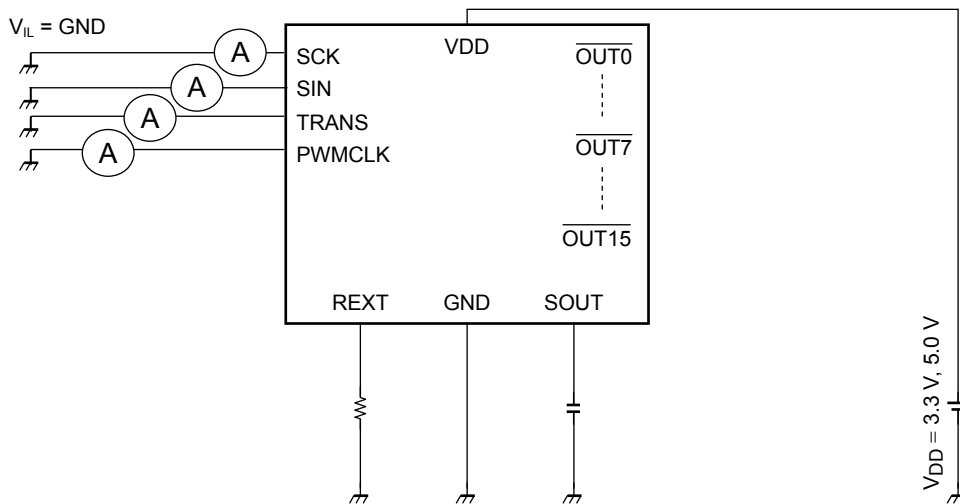 V_IL = GND
A
SCK
A
SIN
A
TRANS
A
PWMCLK
VDD
OUT0
OUT7
OUT15
REXT
GND
SOUT
V_DD = 3.3 V, 5.0 V